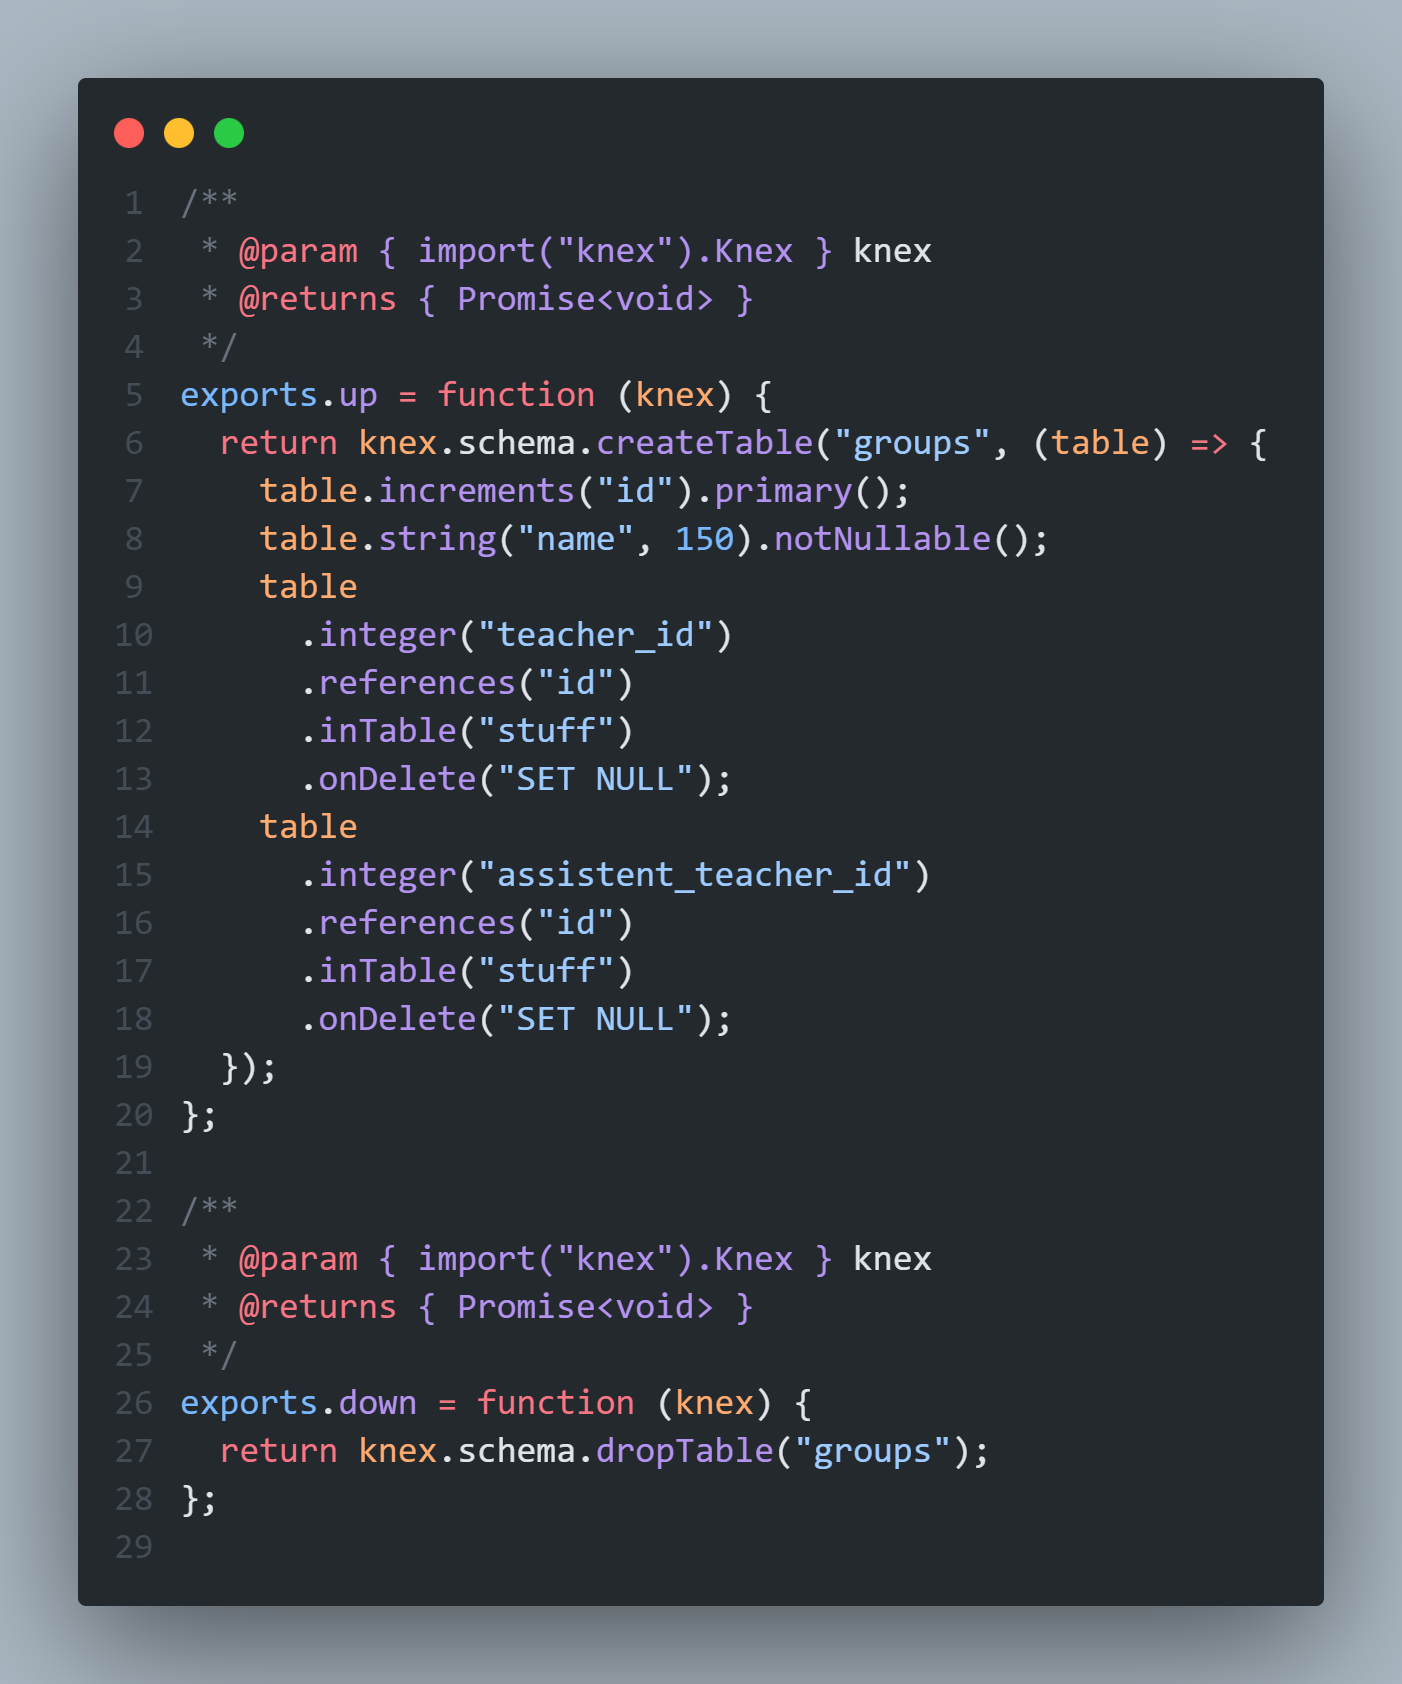 1 /**
2  * @param { import("knex").Knex } knex
3  * @returns { Promise<void> }
4  */
5 exports.up = function (knex) {
6   return knex.schema.createTable("groups", (table) => {
7     table.increments("id").primary();
8     table.string("name", 150).notNullable();
9     table
10       .integer("teacher_id")
11       .references("id")
12       .inTable("stuff")
13       .onDelete("SET NULL");
14     table
15       .integer("assistent_teacher_id")
16       .references("id")
17       .inTable("stuff")
18       .onDelete("SET NULL");
19   });
20 };
21
22 /**
23  * @param { import("knex").Knex } knex
24  * @returns { Promise<void> }
25  */
26 exports.down = function (knex) {
27   return knex.schema.dropTable("groups");
28 };
29